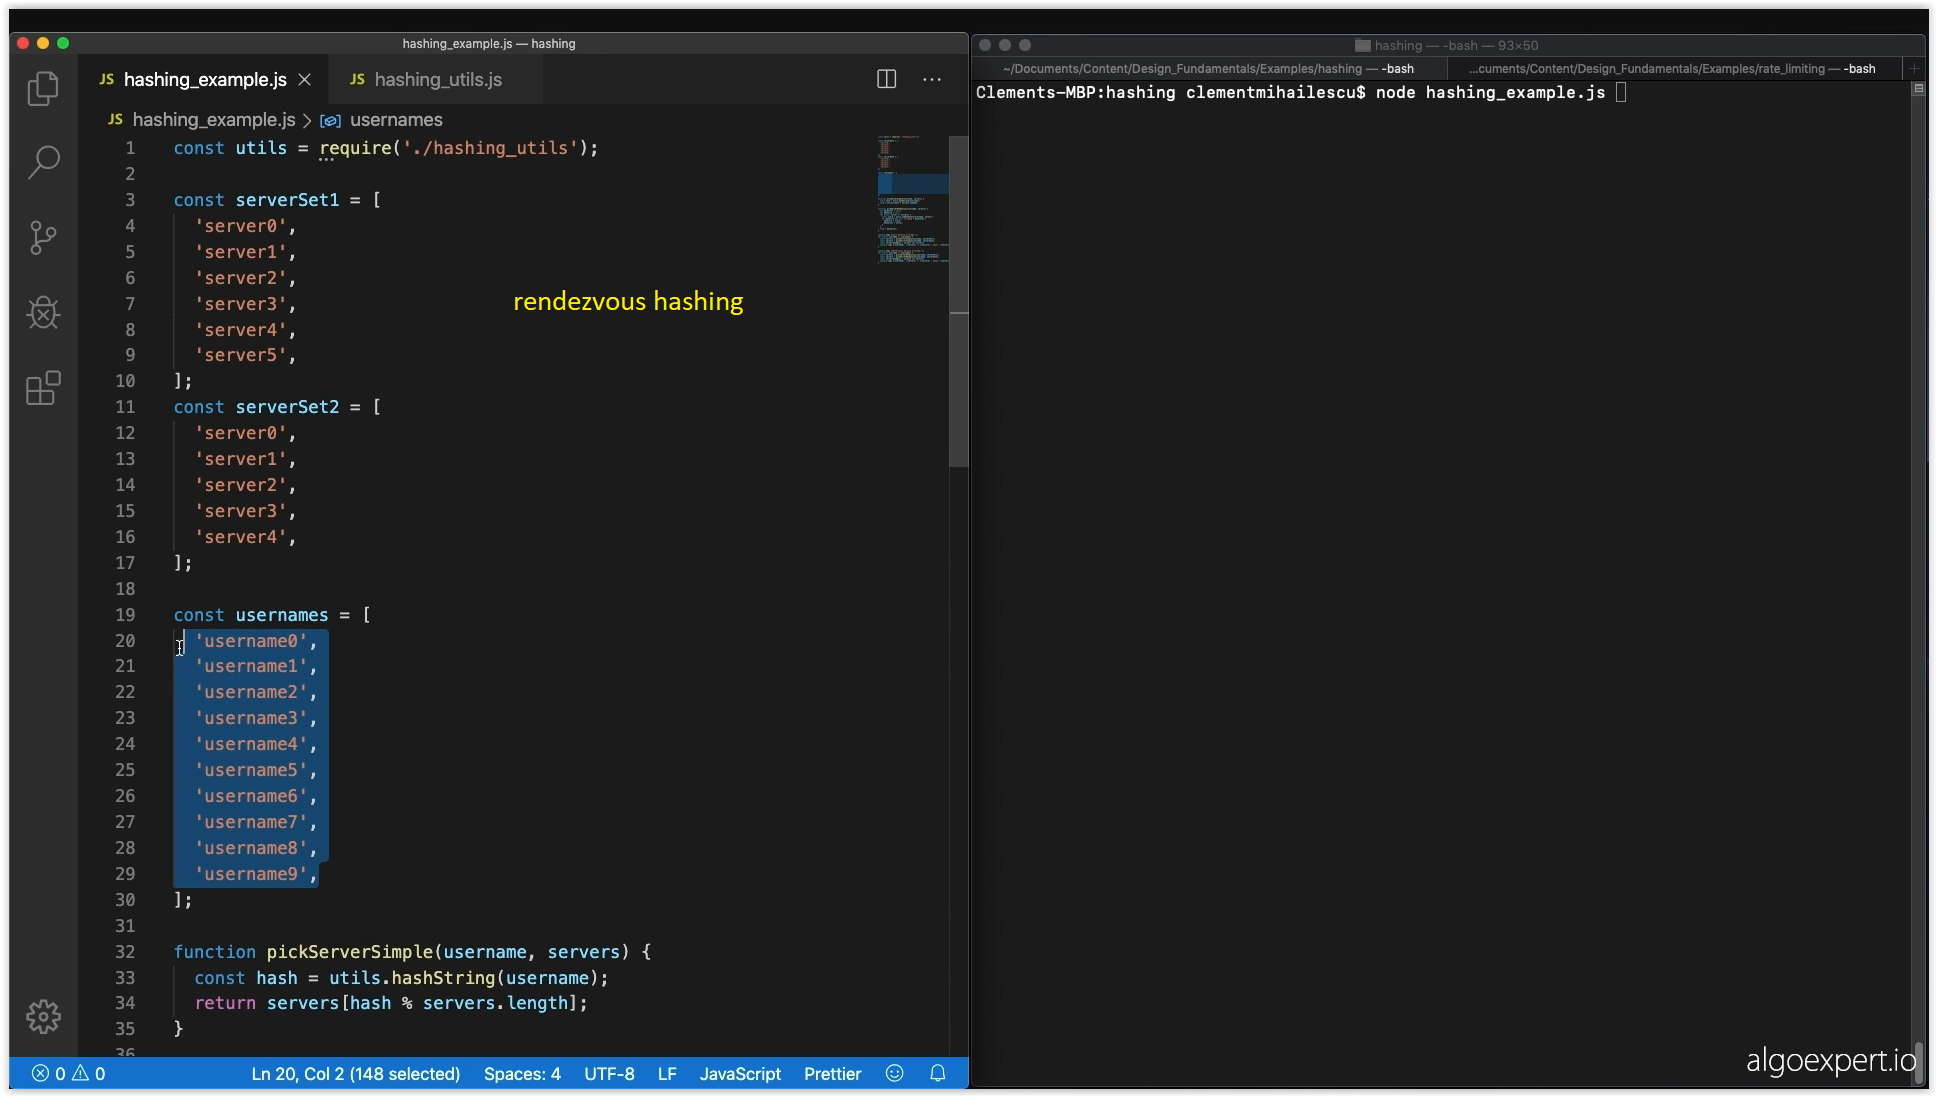 hashing_example.js — hashing
JS hashing_example.js ×
JS hashing_utils.js
JS hashing_example.js > usernames
1 const utils = require('./hashing_utils');
2
3 const serverSet1 = [
4 'server0',
5 'server1',
6 'server2',
7 'server3',
8 'server4',
9 'server5',
10 ];
11 const serverSet2 = [
12 'server0',
13 'server1',
14 'server2',
15 'server3',
16 'server4',
17 ];
18
19 const usernames = [
20 'username0',
21 'username1',
22 'username2',
23 'username3',
24 'username4',
25 'username5',
26 'username6',
27 'username7',
28 'username8',
29 'username9',
30 ];
31
32 function pickServerSimple(username, servers) {
33 const hash = utils.hashString(username);
34 return servers[hash % servers.length];
35 }
36
rendezvous hashing
0 0 Ln 20, Col 2 (148 selected) Spaces: 4 UTF-8 LF JavaScript Prettier
hashing — -bash — 93×50
~/Documents/Content/Design_Fundamentals/Examples/hashing — -bash
...cuments/Content/Design_Fundamentals/Examples/rate_limiting — -bash
Clements-MBP:hashing clementmihailescu$ node hashing_example.js
algoexpert.io